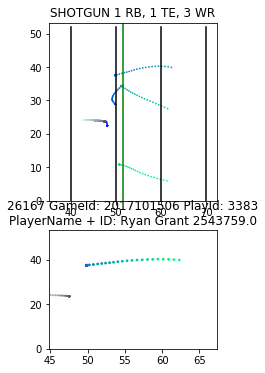 SHOTGUN 1 RB, 1 TE, 3 WR
50
40
30
20
10
0
40 50 60 70
26167 GameId: 2017101506 PlayId: 3383
PlayerName + ID: Ryan Grant 2543759.0
40
20
0
45 50 55 60 65